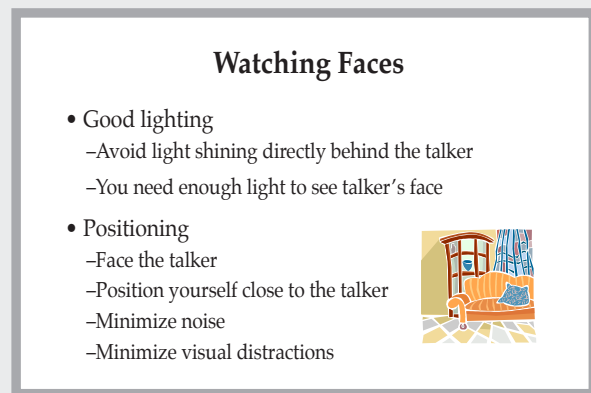 Watching Faces
• Good lighting
–Avoid light shining directly behind the talker
–You need enough light to see talker’s face
• Positioning
–Face the talker
–Position yourself close to the talker
–Minimize noise
–Minimize visual distractions